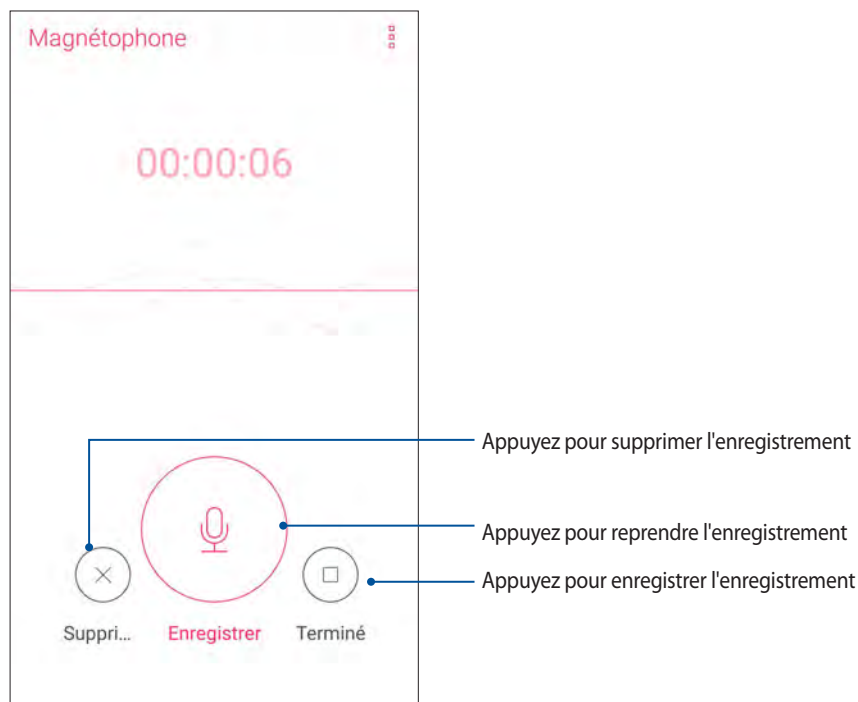 Magnétophone
00:00:06
Appuyez pour supprimer l'enregistrement
Appuyez pour reprendre l'enregistrement
Appuyez pour enregistrer l'enregistrement
Suppri... Enregistrer Terminé